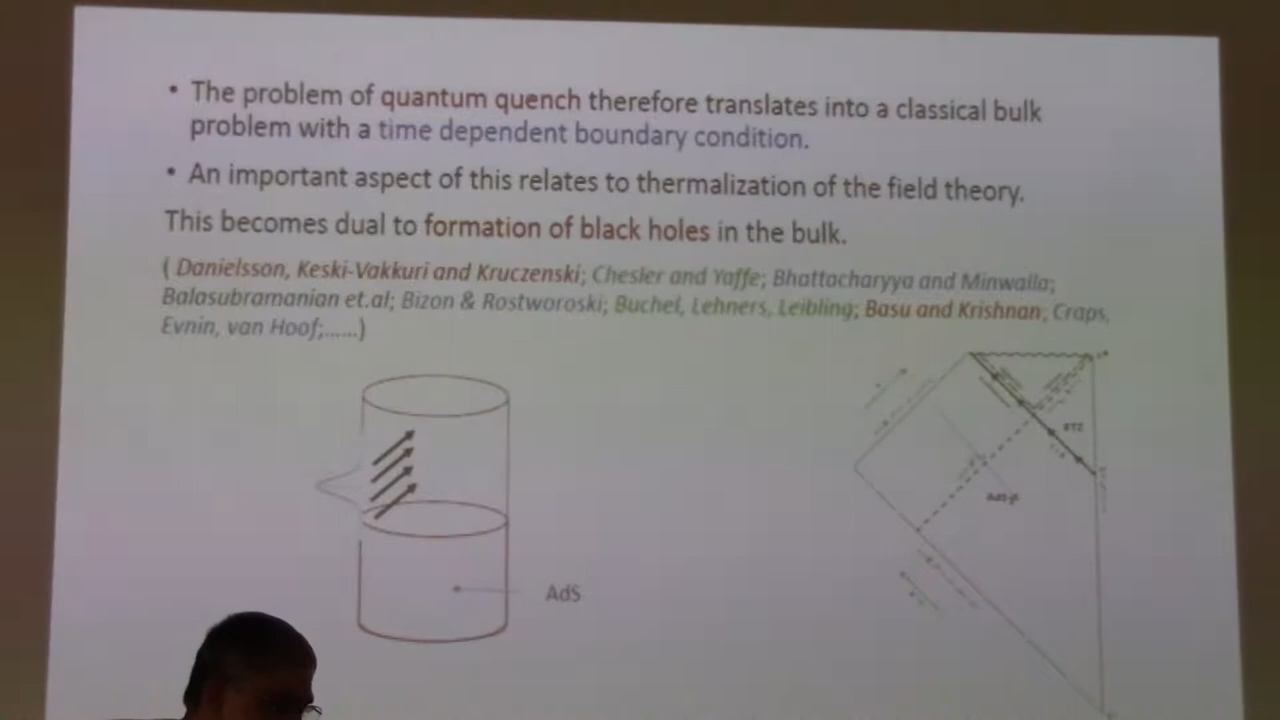 • The problem of quantum quench therefore translates into a classical bulk
problem with a time dependent boundary condition.
• An important aspect of this relates to thermalization of the field theory.
This becomes dual to formation of black holes in the bulk.
( Danielsson, Keski-Vakkuri and Kruczenski; Chesler and Yaffe; Bhattacharyya and Minwalla;
Balasubramanian et.al; Bizon & Rostworoski; Buchel, Lehners, Leibling; Basu and Krishnan; Craps,
Evnin, van Hoof;......)
BTZ
AdS